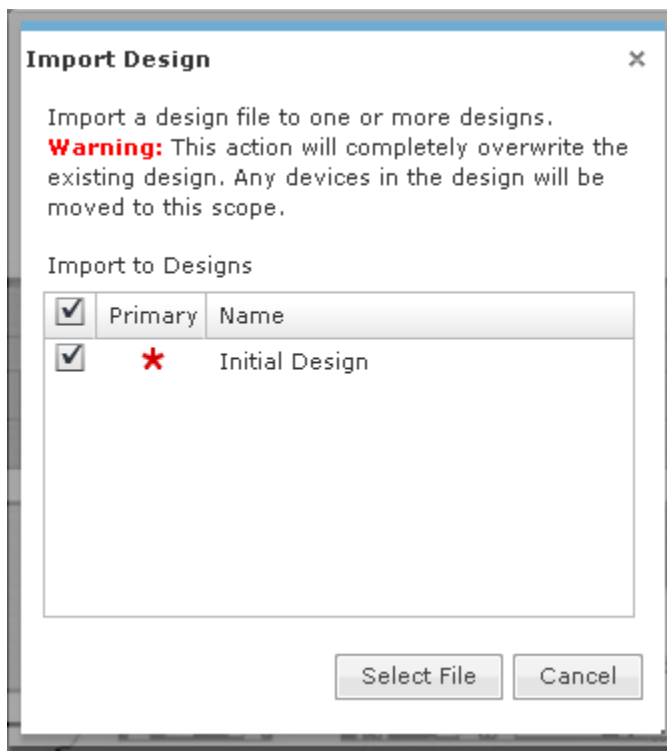 Import Design
Import a design file to one or more designs.
Warning: This action will completely overwrite the
existing design. Any devices in the design will be
moved to this scope.
Import to Designs
Primary Name
Initial Design
Select File Cancel